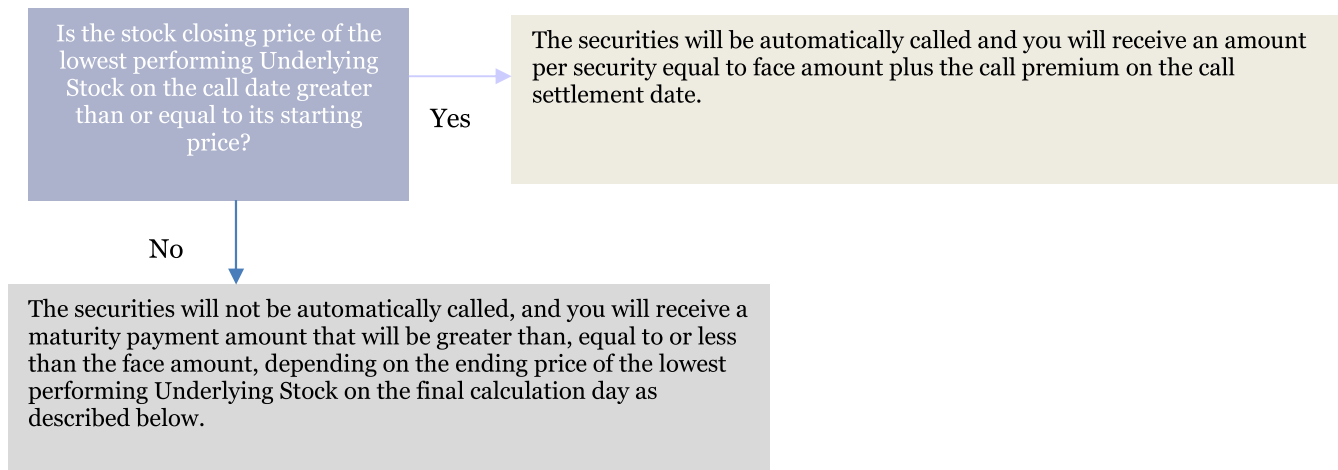 Is the stock closing price of the
lowest performing Underlying
Stock on the call date greater
than or equal to its starting
price?
Yes
The securities will be automatically called and you will receive an amount
per security equal to face amount plus the call premium on the call
settlement date.
No
The securities will not be automatically called, and you will receive a
maturity payment amount that will be greater than, equal to or less
than the face amount, depending on the ending price of the lowest
performing Underlying Stock on the final calculation day as
described below.